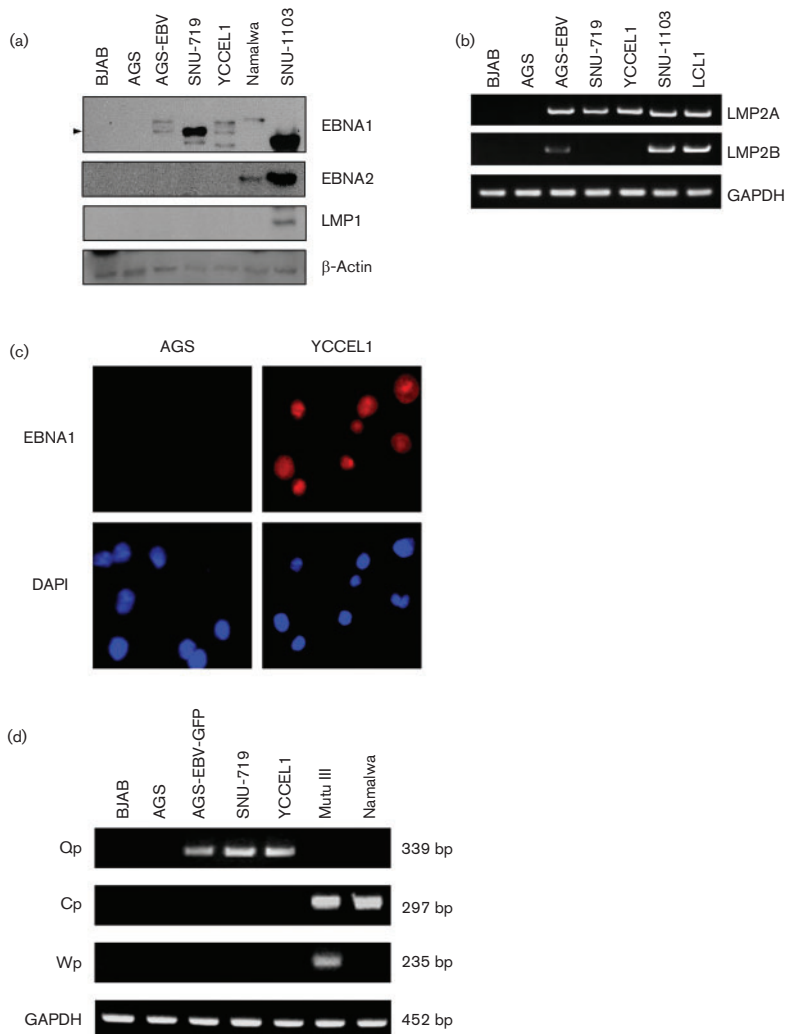 (a)
BJAB
AGS
AGS-EBV
SNU-719
YCCEL1
Namalwa
SNU-1103
EBNA1
EBNA2
LMP1
β-Actin
(b)
BJAB
AGS
AGS-EBV
SNU-719
YCCEL1
SNU-1103
LCL1
LMP2A
LMP2B
GAPDH
(c)
AGS
YCCEL1
EBNA1
DAPI
(d)
BJAB
AGS
AGS-EBV-GFP
SNU-719
YCCEL1
Mutu III
Namalwa
Qp
339 bp
Cp
297 bp
Wp
235 bp
GAPDH
452 bp